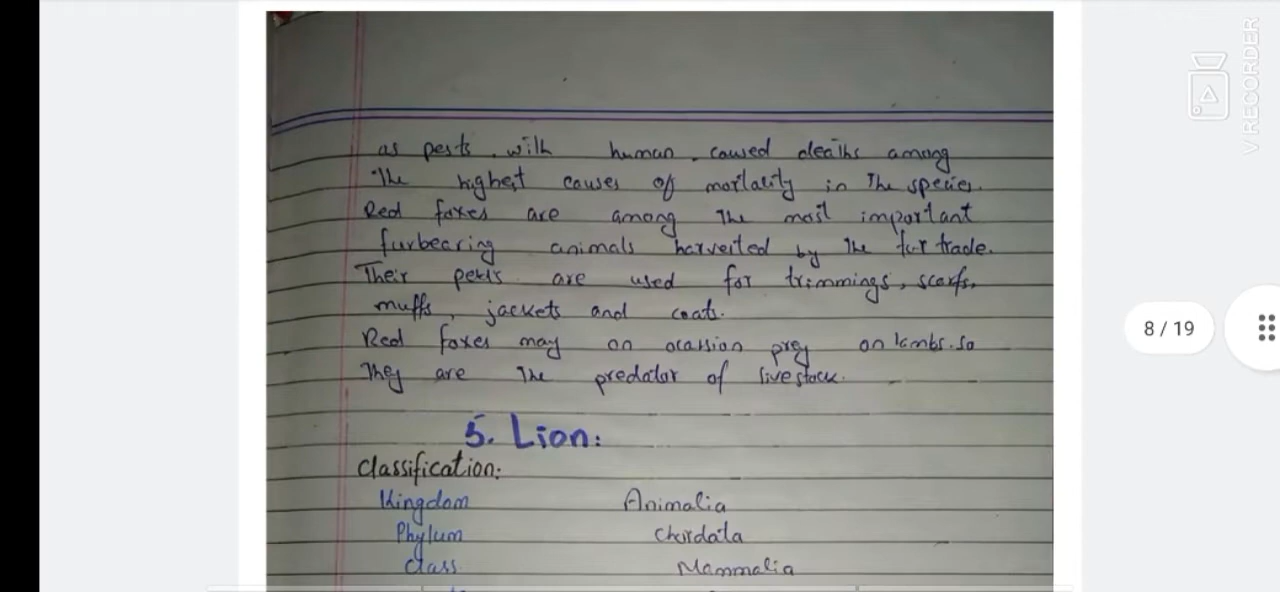 as pests, with human, caused deaths among
The highest causes of mortality in The species.
Red foxes are among The most important
furbearing animals harvested by The fur trade.
Their pelts are used for trimmings, scarfs,
muffs, jackets and coats.
Red foxes may on ocassion prey on lambs. so
They are The predator of livestock.
5. Lion:
Classification:
Kingdom Animalia
Phylum Chordata
Class Mammalia
8 / 19
VRECORDER